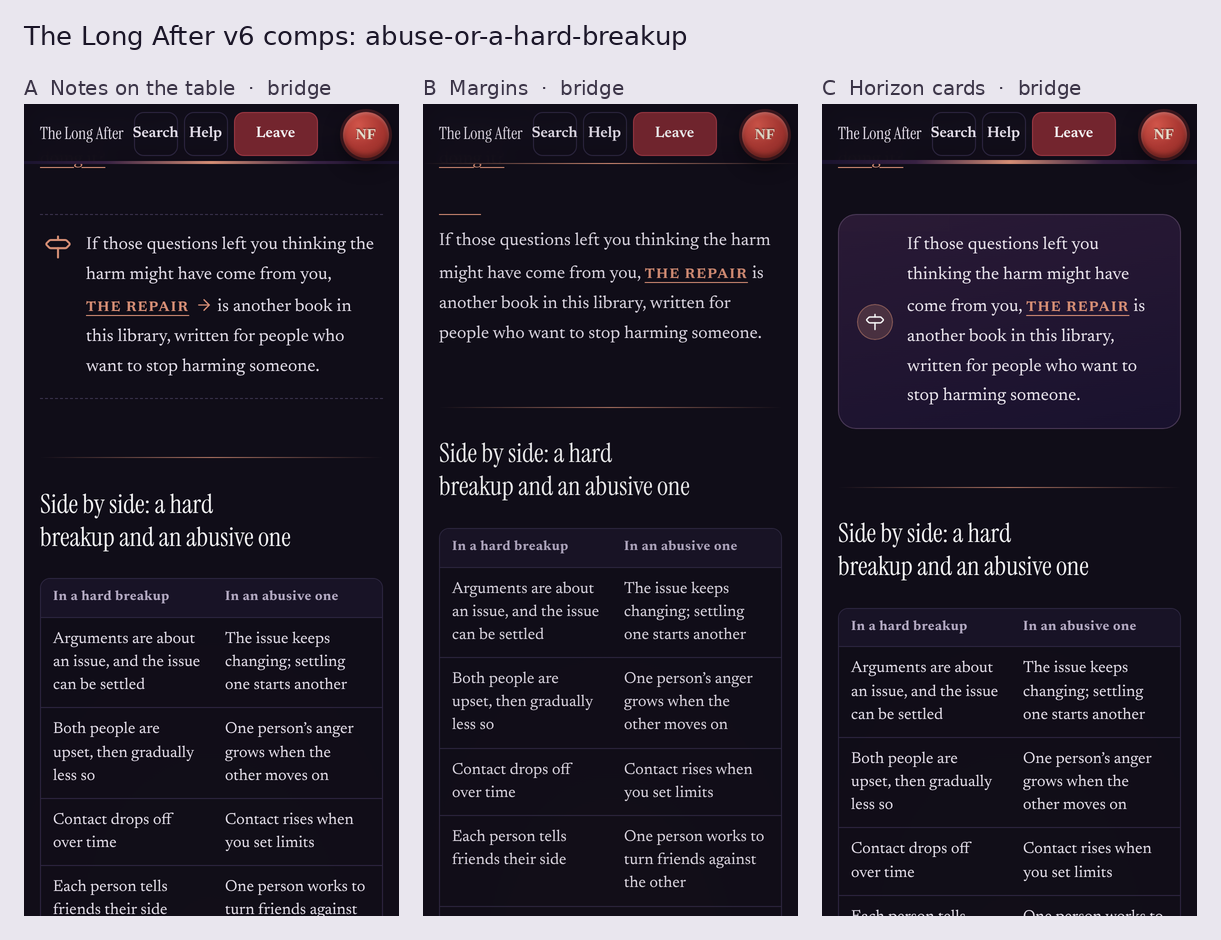 The Long After v6 comps: abuse-or-a-hard-breakup
A Notes on the table · bridge
The Long After
Search
Help
Leave
NF
If those questions left you thinking the
harm might have come from you,
THE REPAIR → is another book in
this library, written for people who
want to stop harming someone.
Side by side: a hard
breakup and an abusive one
In a hard breakup
In an abusive one
Arguments are about
an issue, and the issue
can be settled
The issue keeps
changing; settling
one starts another
Both people are
upset, then gradually
less so
One person’s anger
grows when the
other moves on
Contact drops off
over time
Contact rises when
you set limits
Each person tells
friends their side
One person works to
turn friends against
B Margins · bridge
The Long After
Search
Help
Leave
NF
If those questions left you thinking the harm
might have come from you, THE REPAIR is
another book in this library, written for
people who want to stop harming someone.
Side by side: a hard
breakup and an abusive one
In a hard breakup
In an abusive one
Arguments are about
an issue, and the issue
can be settled
The issue keeps
changing; settling
one starts another
Both people are
upset, then gradually
less so
One person’s anger
grows when the
other moves on
Contact drops off
over time
Contact rises when
you set limits
Each person tells
friends their side
One person works to
turn friends against
the other
C Horizon cards · bridge
The Long After
Search
Help
Leave
NF
If those questions left you
thinking the harm might have
come from you, THE REPAIR is
another book in this library,
written for people who want to
stop harming someone.
Side by side: a hard
breakup and an abusive one
In a hard breakup
In an abusive one
Arguments are about
an issue, and the issue
can be settled
The issue keeps
changing; settling
one starts another
Both people are
upset, then gradually
less so
One person’s anger
grows when the
other moves on
Contact drops off
over time
Contact rises when
you set limits
Each person tells
One person works to